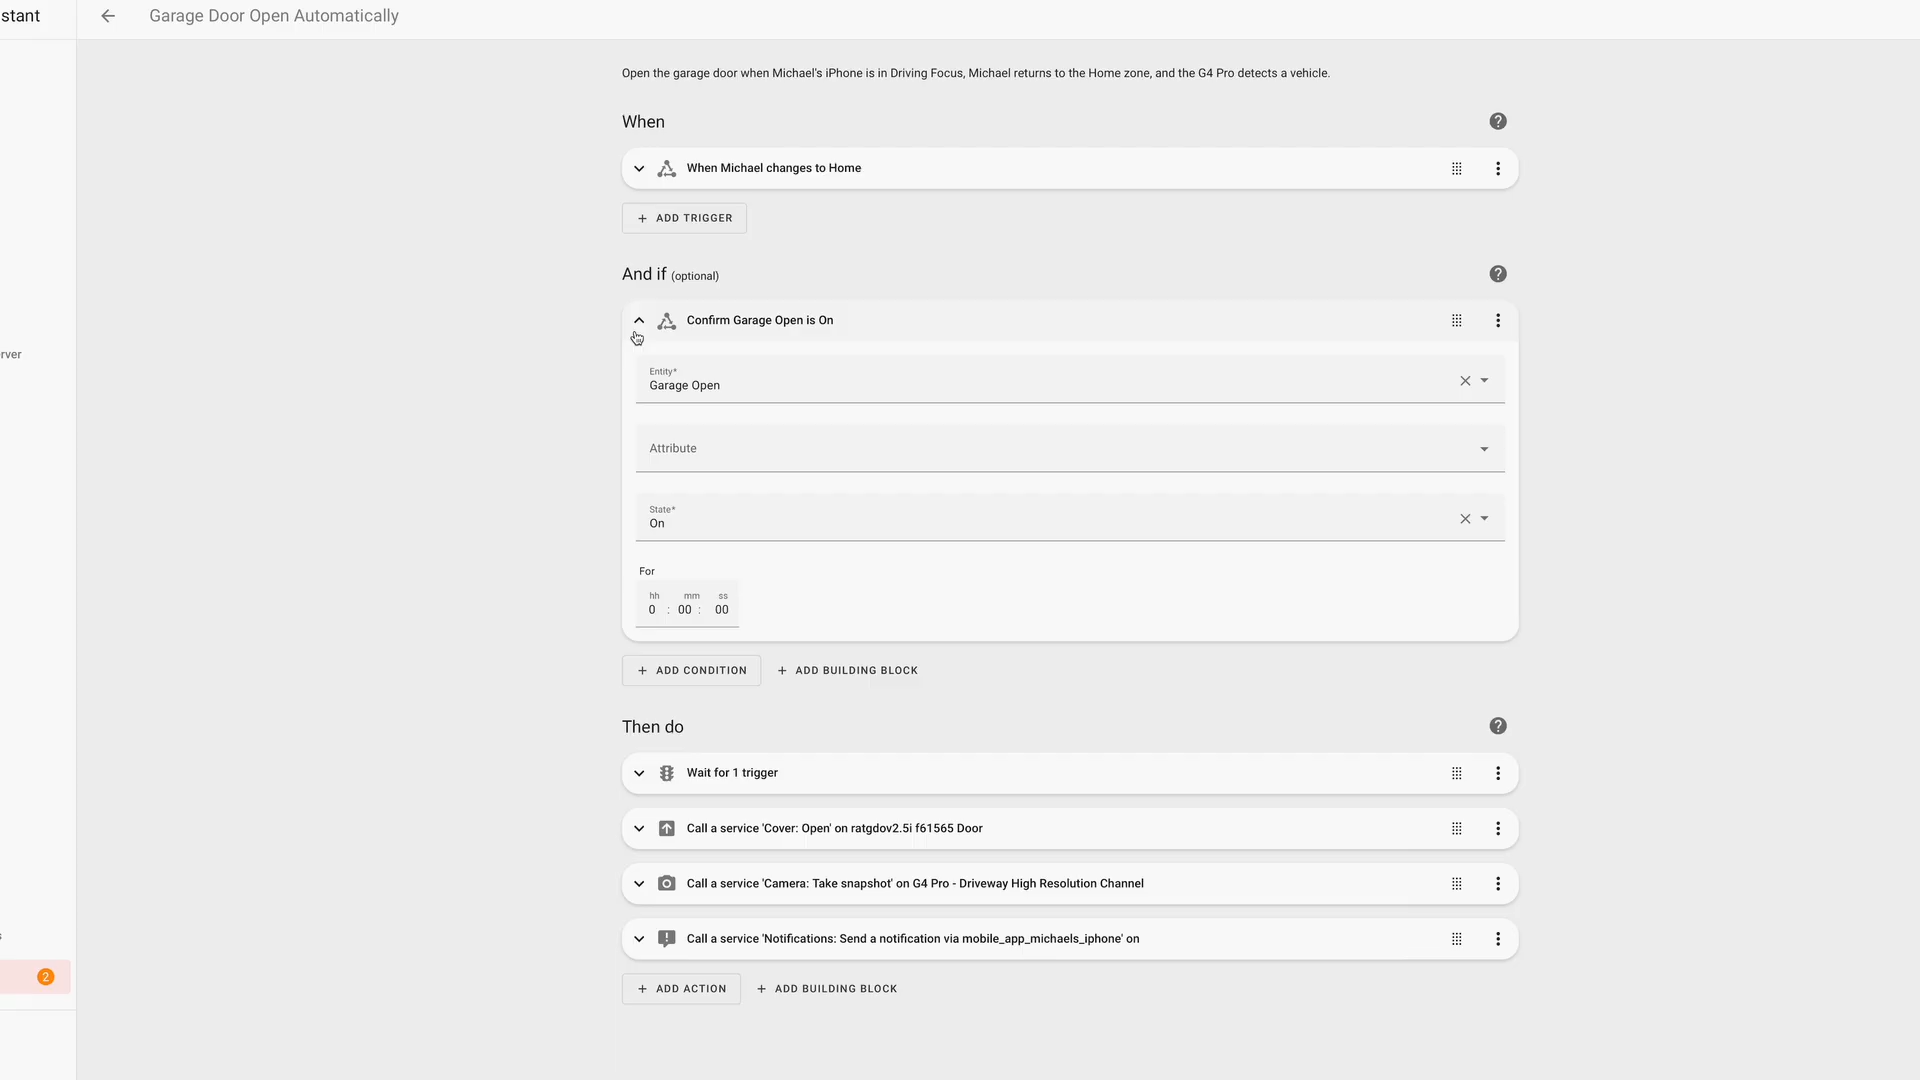 stant
Garage Door Open Automatically
Open the garage door when Michael's iPhone is in Driving Focus, Michael returns to the Home zone, and the G4 Pro detects a vehicle.
When
When Michael changes to Home
+ ADD TRIGGER
And if (optional)
Confirm Garage Open is On
rver
Entity*
Garage Open
Attribute
State*
On
For
hh mm ss
0 : 00 : 00
+ ADD CONDITION + ADD BUILDING BLOCK
Then do
Wait for 1 trigger
Call a service 'Cover: Open' on ratgdov2.5i f61565 Door
Call a service 'Camera: Take snapshot' on G4 Pro - Driveway High Resolution Channel
s
Call a service 'Notifications: Send a notification via mobile_app_michaels_iphone' on
2
+ ADD ACTION + ADD BUILDING BLOCK